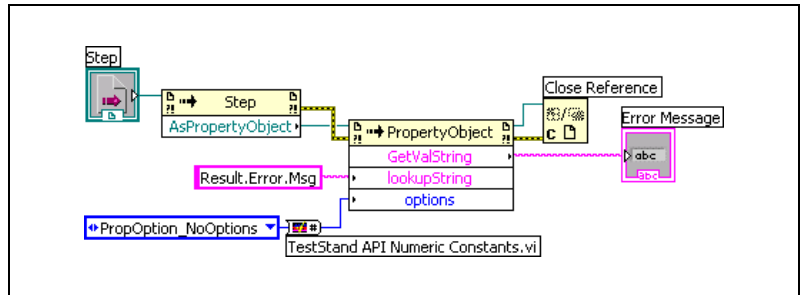 Step
Step
AsPropertyObject
Close Reference
C
Error Message
PropertyObject
GetValString
abc
abc
Result.Error.Msg
lookupString
options
PropOption_NoOptions
#
TestStand API Numeric Constants.vi